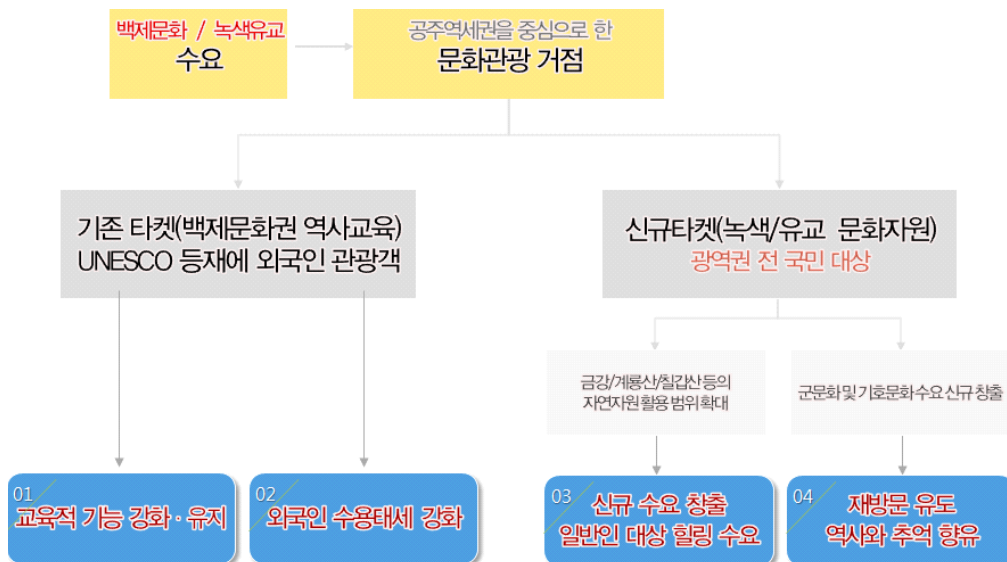 백제문화 / 녹색유교
수요
공주역세권을 중심으로 한
문화관광 거점
기존 타켓(백제문화권 역사교육)
UNESCO 등재에 외국인 관광객
신규타켓(녹색/유교 문화자원)
광역권 전 국민 대상
금강/계룡산/칠갑산 등의
자연자원 활용 범위 확대
군문화 및 기호문화 수요 신규 창출
01
교육적 기능 강화 · 유지
02
외국인 수용태세 강화
03
신규 수요 창출
일반인 대상 힐링 수요
04
재방문 유도
역사와 추억 향유